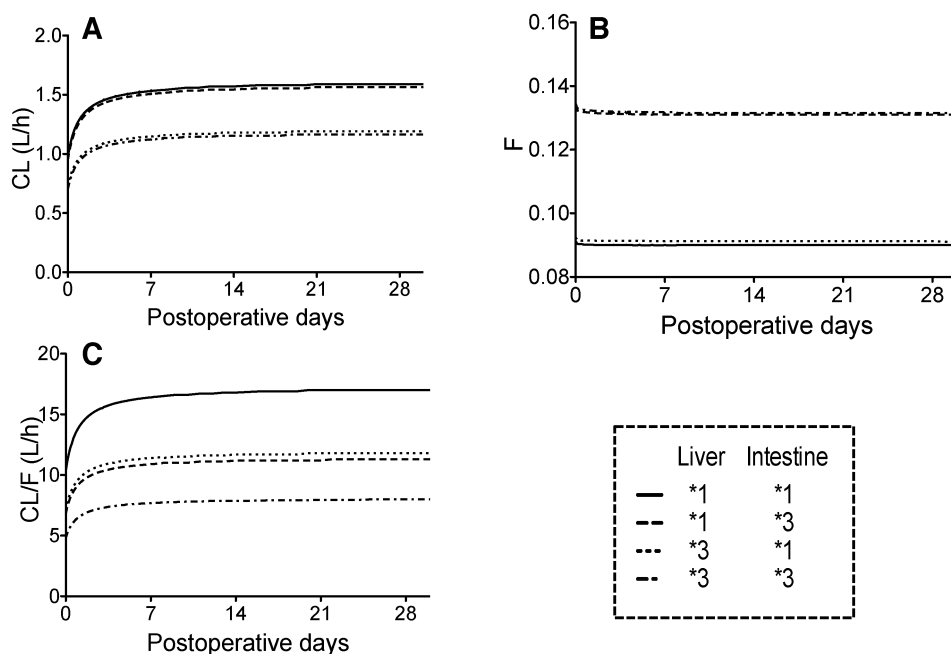 A
CL (L/h)
2.0
1.5
1.0
0.5
0.0
0 7 14 21 28
Postoperative days
B
F
0.16
0.14
0.12
0.10
0.08
0 7 14 21 28
Postoperative days
C
CL/F (L/h)
20
15
10
5
0
0 7 14 21 28
Postoperative days
Liver Intestine
*1 *1
*1 *3
*3 *1
*3 *3